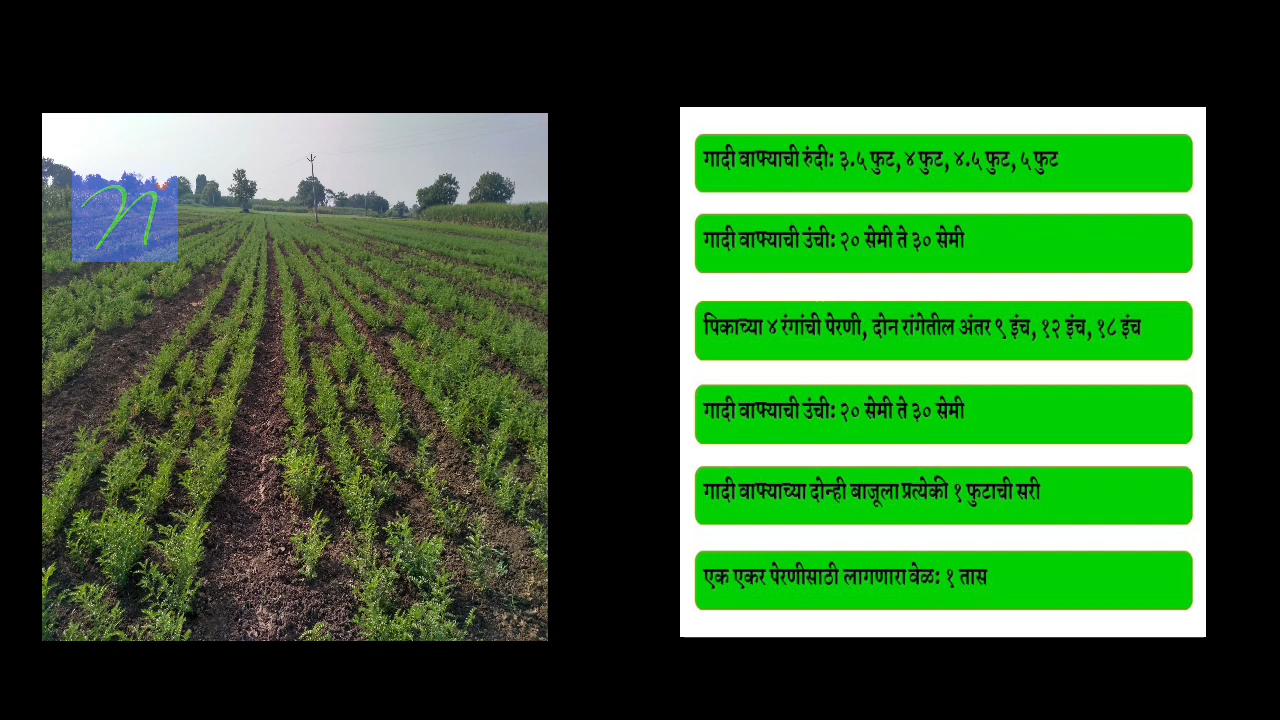 n
गादी वाफ्याची रुंदी: ३.५ फुट, ४ फुट, ४.५ फुट, ५ फुट
गादी वाफ्याची उंची: २० सेमी ते ३० सेमी
पिकाच्या ४ रंगांची पेरणी, दोन रांगेतील अंतर ९ इंच, १२ इंच, १८ इंच
गादी वाफ्याची उंची: २० सेमी ते ३० सेमी
गादी वाफ्याच्या दोन्ही बाजूला प्रत्येकी १ फुटाची सरी
एक एकर पेरणीसाठी लागणारा वेळ: १ तास